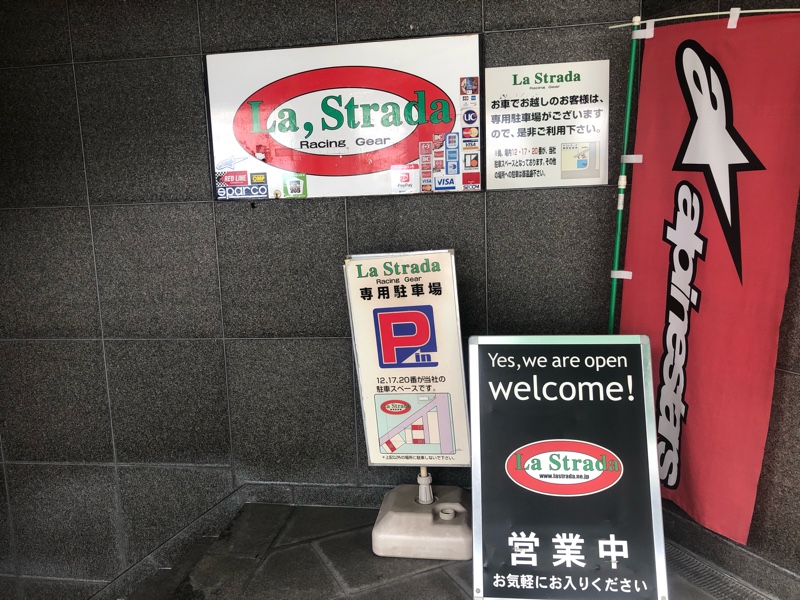 La, Strada
Racing Gear
RED LINE
OMP
sparco
PayPay
VISA
VISA
UC
La Strada
Racing Gear
お車でお越しのお客様は、
専用駐車場がございます
ので、是非ご利用下さい。
alpinestars
La Strada
Racing Gear
専用駐車場
P
in
12,17,20番が当社の
駐車スペースです。
La Strada
Yes, we are open
welcome!
La Strada
www.lastrada.ne.jp
営業中
お気軽にお入りください